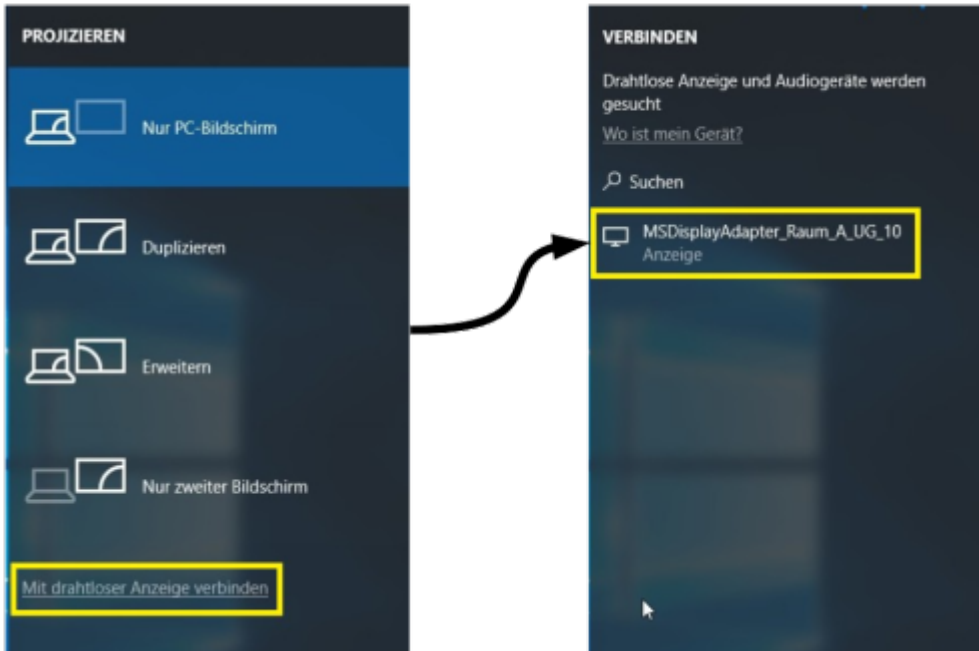 PROJIZIEREN
Nur PC-Bildschirm
Duplizieren
Erweitern
Nur zweiter Bildschirm
Mit drahtloser Anzeige verbinden
VERBINDEN
Drahtlose Anzeige und Audiogeräte werden
gesucht
Wo ist mein Gerät?
Suchen
MSDisplayAdapter_Raum_A_UG_10
Anzeige